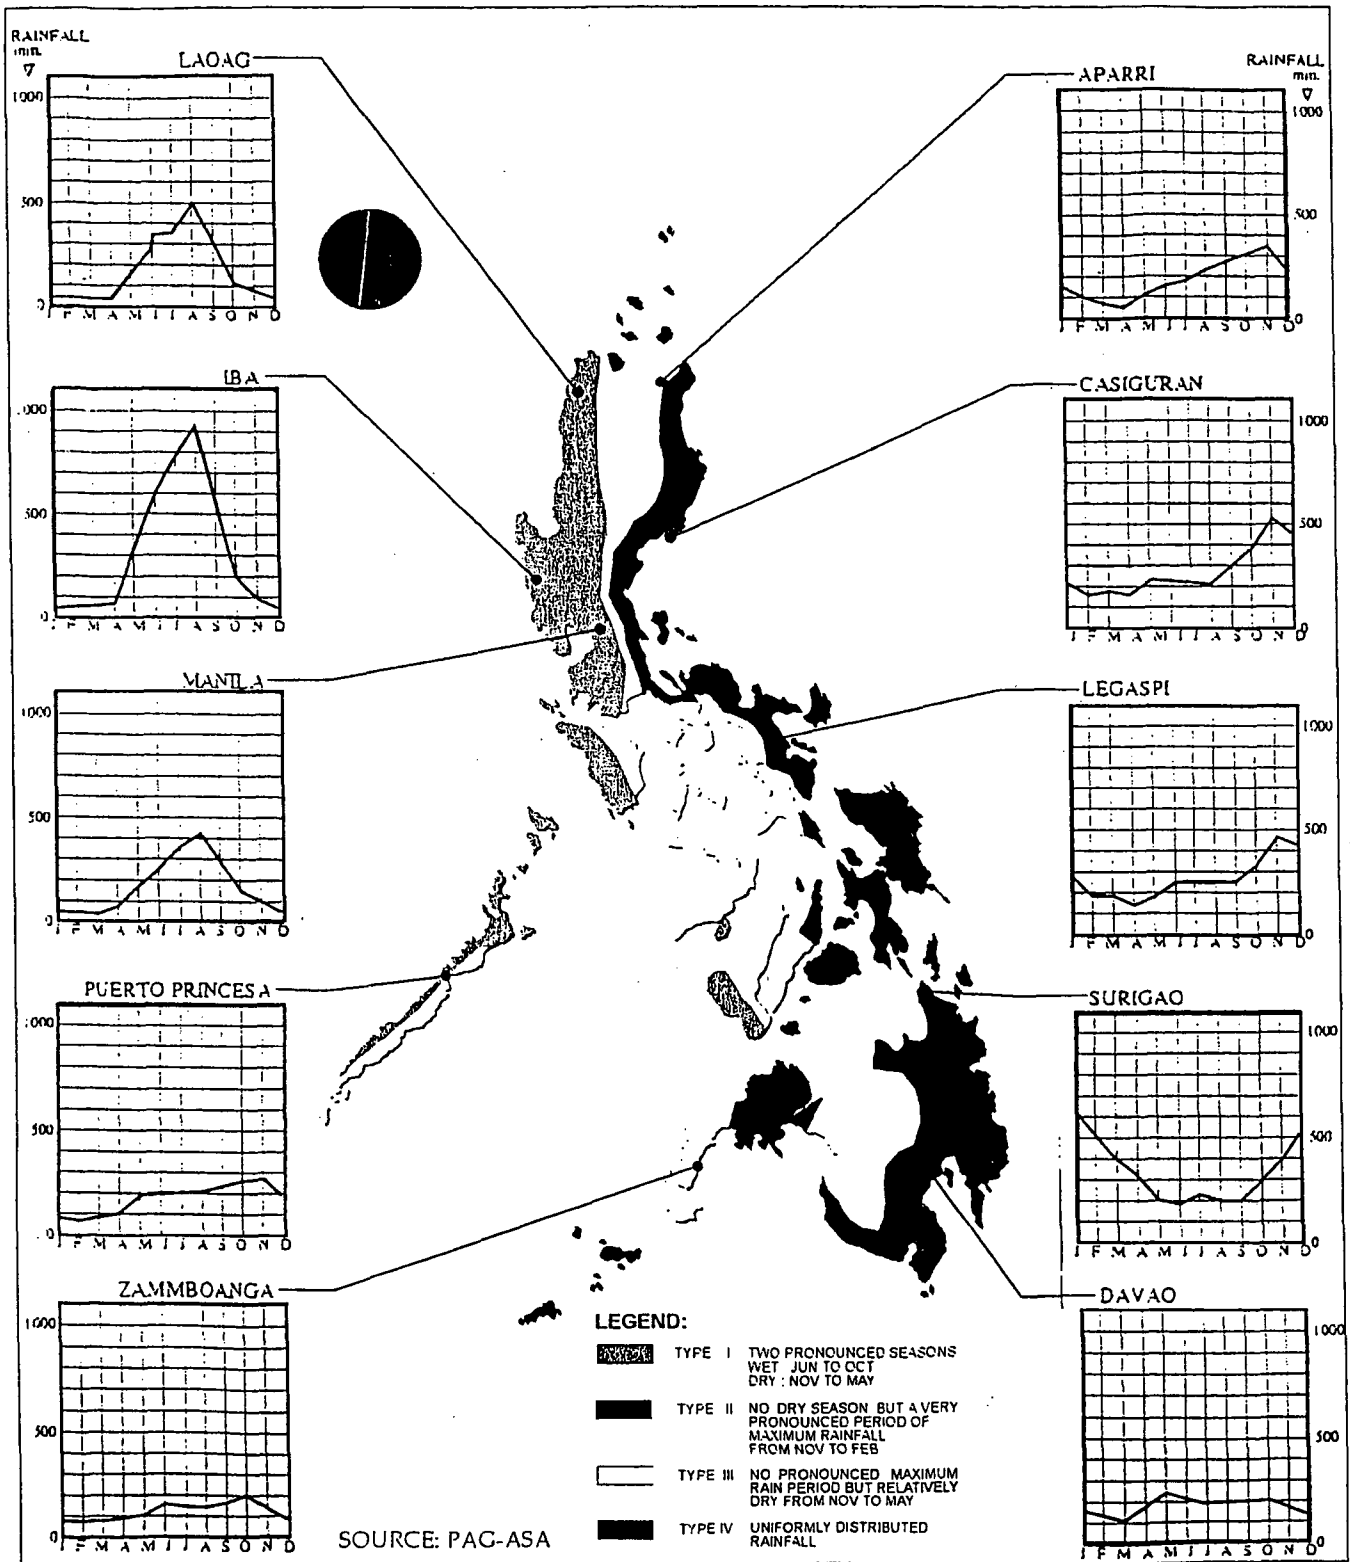 RAINFALL
mm.
LAOAG
1000
500
0
J F M A M J J A S O N D
IBA
000
500
0
J F M A M J J A S O N D
MANILA
1000
500
0
J F M A M J J A S O N D
PUERTO PRINCESA
1000
500
0
J F M A M J J A S O N D
ZAMMBOANGA
1000
500
0
J F M A M J J A S O N D
APARRI
RAINFALL
mm.
1000
500
0
J F M A M J J A S O N D
CASIGURAN
1000
500
0
J F M A M J J A S O N D
LEGASPI
1000
500
0
J F M A M J J A S O N D
SURIGAO
1000
500
0
J F M A M J J A S O N D
DAVAO
1000
500
0
J F M A M J J A S O N D
LEGEND:
TYPE I TWO PRONOUNCED SEASONS
WET JUN TO OCT
DRY : NOV TO MAY
TYPE II NO DRY SEASON BUT A VERY
PRONOUNCED PERIOD OF
MAXIMUM RAINFALL
FROM NOV TO FEB
TYPE III NO PRONOUNCED MAXIMUM
RAIN PERIOD BUT RELATIVELY
DRY FROM NOV TO MAY
TYPE IV UNIFORMLY DISTRIBUTED
RAINFALL
SOURCE: PAG-ASA